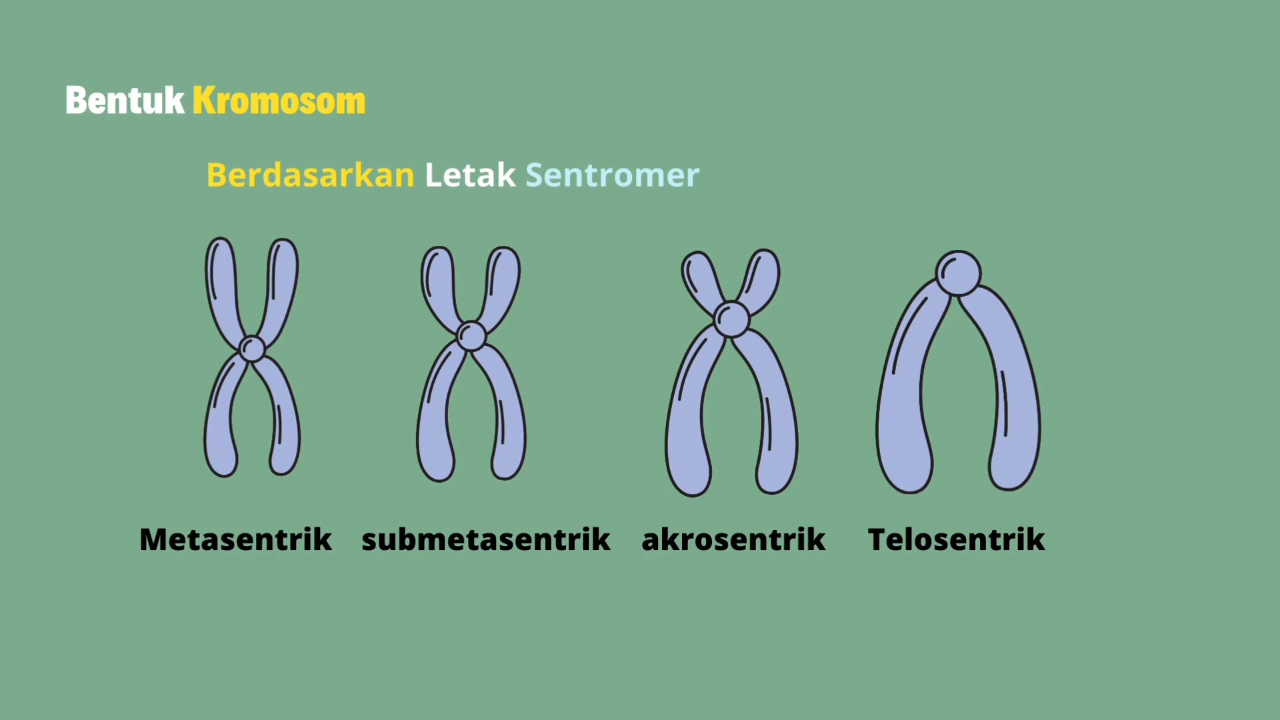 Bentuk Kromosom
Berdasarkan Letak Sentromer
Metasentrik submetasentrik akrosentrik Telosentrik